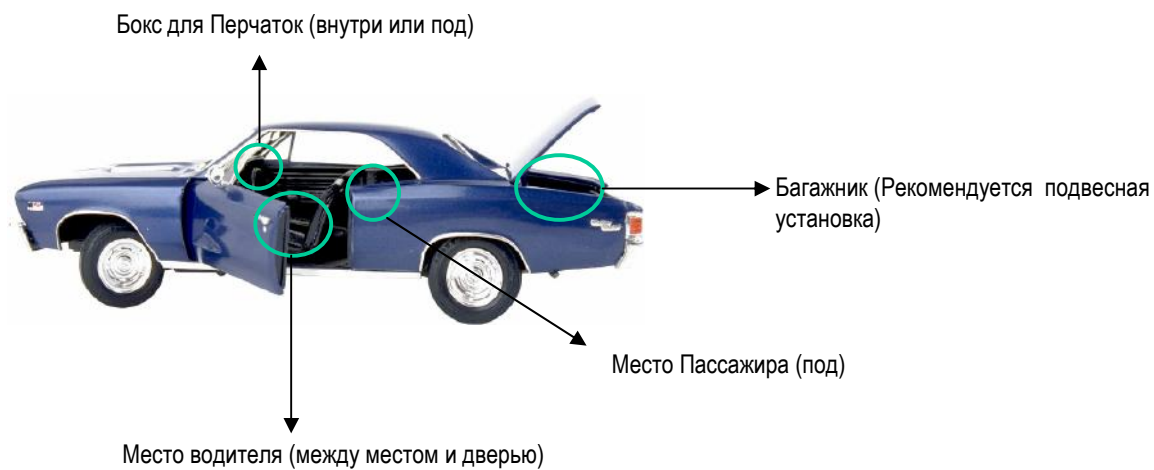 Бокс для Перчаток (внутри или под)
Багажник (Рекомендуется подвесная
установка)
Место Пассажира (под)
Место водителя (между местом и дверью)